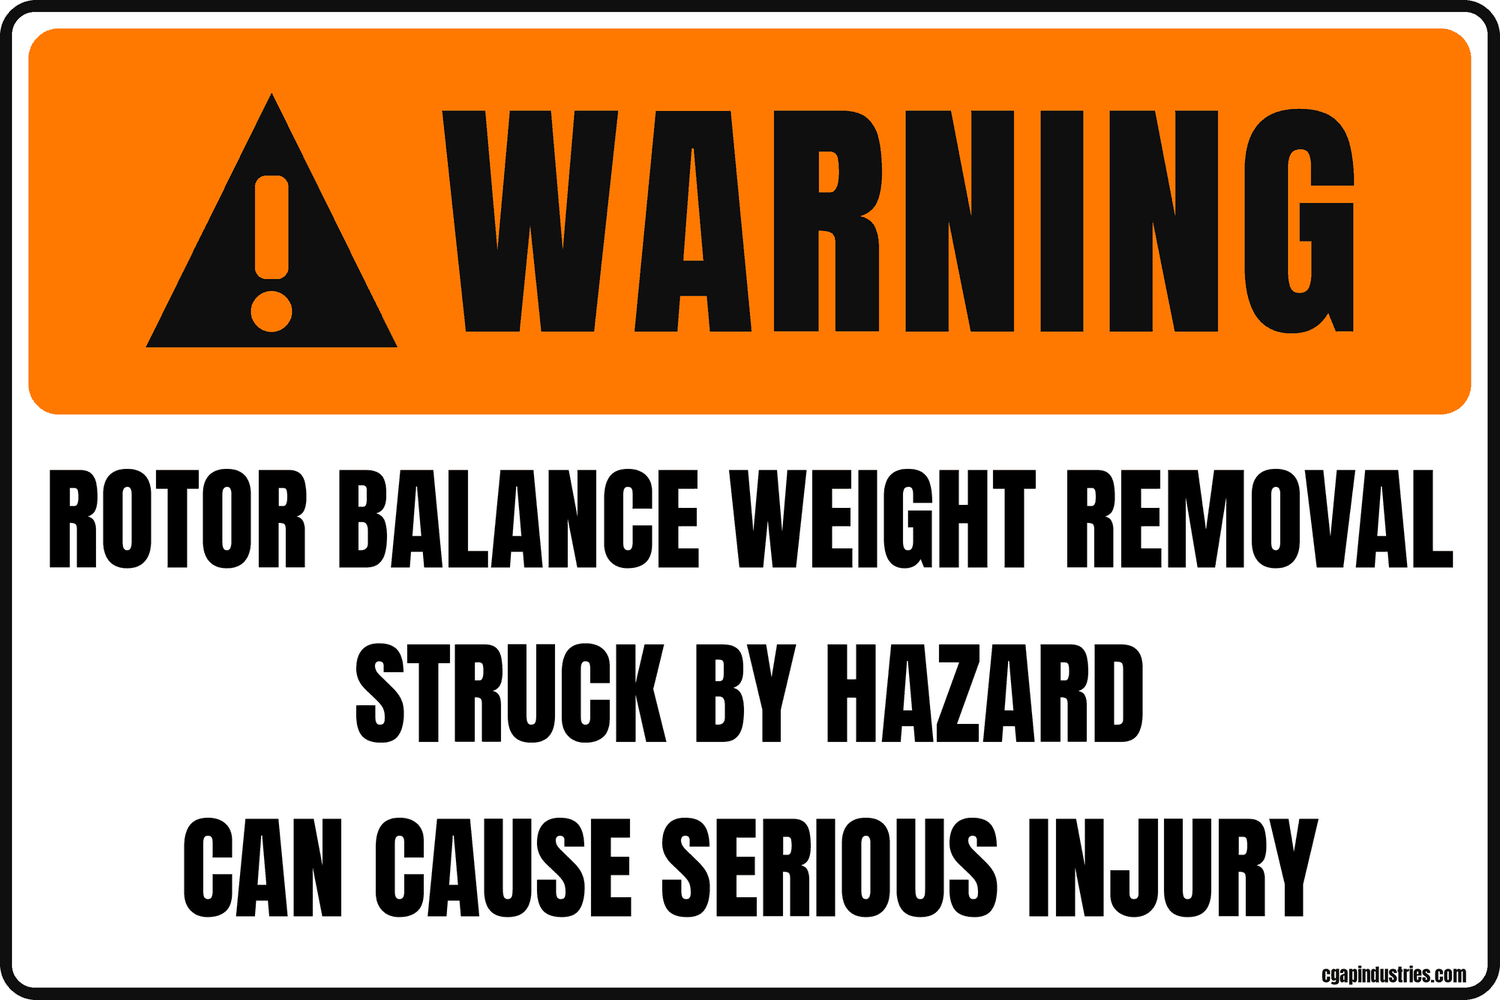 WARNING
ROTOR BALANCE WEIGHT REMOVAL
STRUCK BY HAZARD
CAN CAUSE SERIOUS INJURY
cgapindustries.com